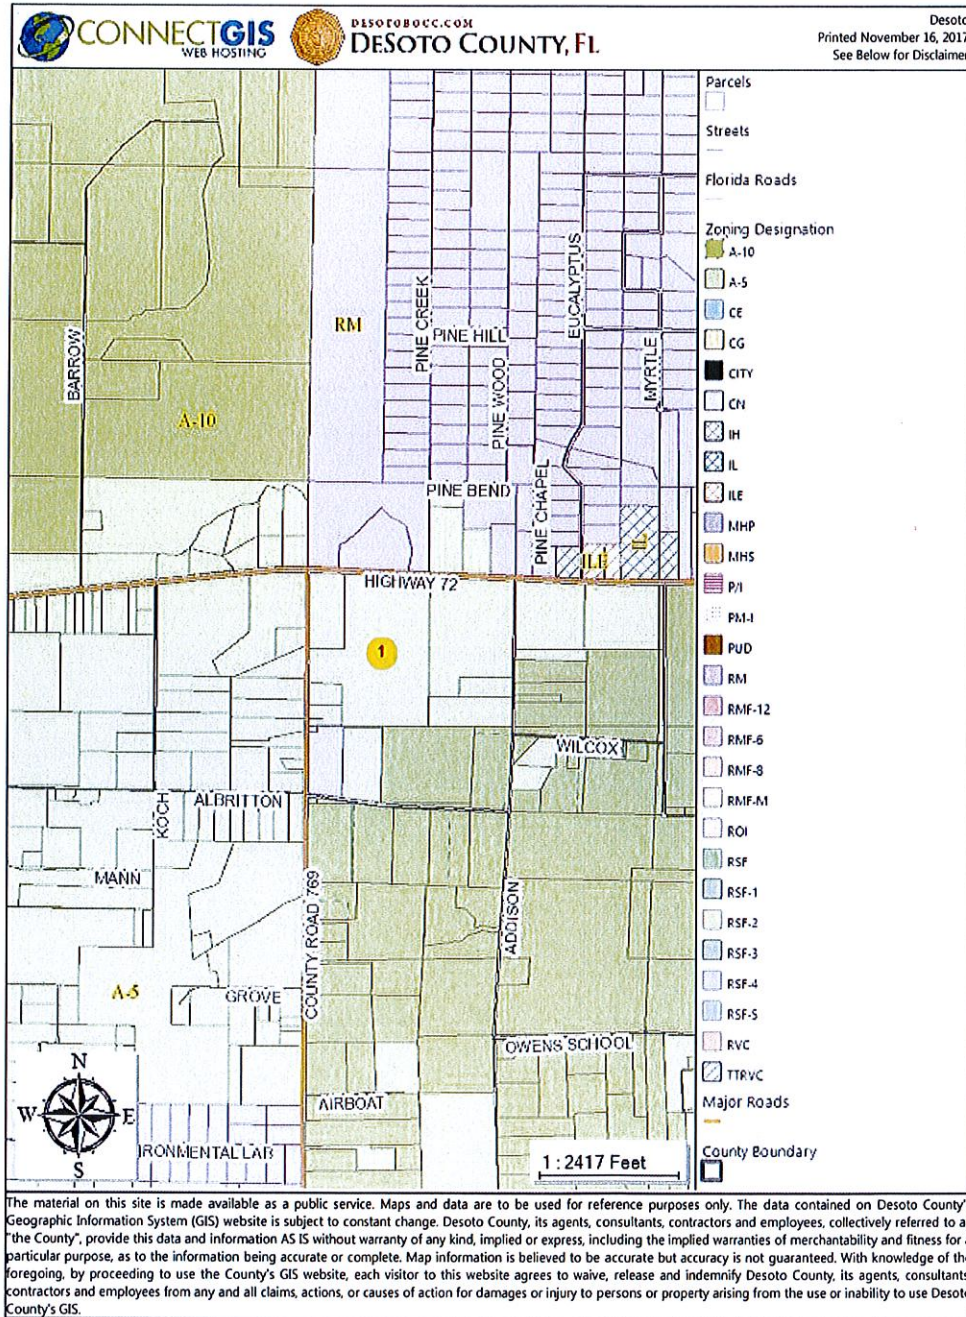 CONNECTGIS
WEB HOSTING
DESOTOBOCC.COM
DESOTO COUNTY, FL
Desoto
Printed November 16, 2017
See Below for Disclaimer
Parcels
Streets
Florida Roads
Zoning Designation
A-10
A-5
CE
CG
CITY
CN
IH
IL
ILE
MHP
MHS
P/I
PM-I
PUD
RM
RMF-12
RMF-6
RMF-8
RMF-M
ROI
RSF
RSF-1
RSF-2
RSF-3
RSF-4
RSF-5
RVC
TTRVC
Major Roads
County Boundary
BARROW
RM
PINE CREEK
PINE HILL
PINE WOOD
EUCALYPTUS
MYRTLE
A-10
PINE BEND
PINE CHAPEL
ILE
IL
HIGHWAY 72
1
WILCOX
KOCH
ALBRITTON
MANN
COUNTY ROAD 769
ADDISON
A-5
GROVE
OWENS SCHOOL
AIRBOAT
IRONMENTAL LAB
N
W
E
S
1 : 2417 Feet
The material on this site is made available as a public service. Maps and data are to be used for reference purposes only. The data contained on Desoto County'
Geographic Information System (GIS) website is subject to constant change. Desoto County, its agents, consultants, contractors and employees, collectively referred to a
"the County", provide this data and information AS IS without warranty of any kind, implied or express, including the implied warranties of merchantability and fitness for
particular purpose, as to the information being accurate or complete. Map information is believed to be accurate but accuracy is not guaranteed. With knowledge of th
foregoing, by proceeding to use the County's GIS website, each visitor to this website agrees to waive, release and indemnify Desoto County, its agents, consultants
contractors and employees from any and all claims, actions, or causes of action for damages or injury to persons or property arising from the use or inability to use Desot
County's GIS.